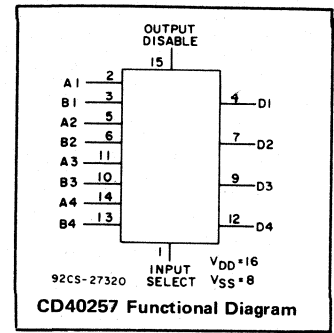 OUTPUT
DISABLE
15
A1 2
B1 3
4 D1
A2 5
B2 6
7 D2
A3 11
B3 10
9 D3
A4 14
B4 13
12 D4
1
INPUT
SELECT
VDD=16
VSS=8
92CS-27320
CD40257 Functional Diagram